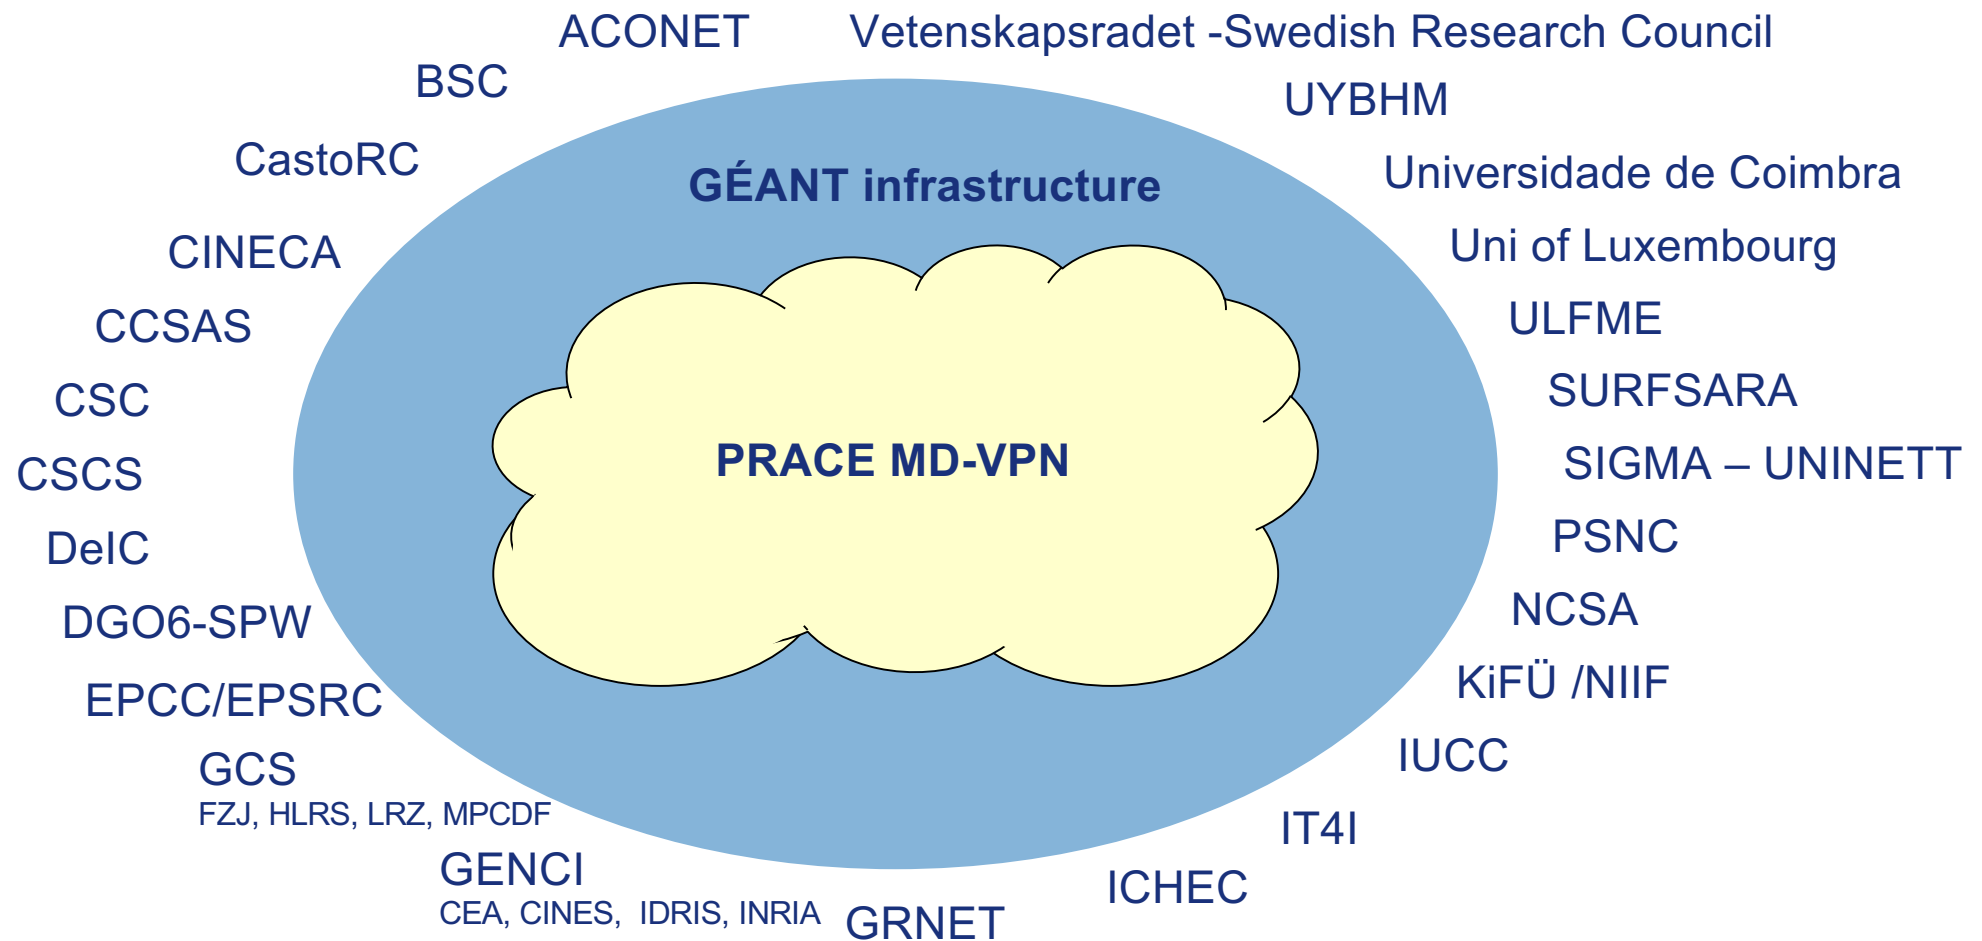 ACONET
Vetenskapsradet -Swedish Research Council
BSC
UYBHM
CastoRC
GÉANT infrastructure
Universidade de Coimbra
CINECA
Uni of Luxembourg
CCSAS
ULFME
CSC
SURFSARA
PRACE MD-VPN
CSCS
SIGMA – UNINETT
DeIC
PSNC
DGO6-SPW
NCSA
EPCC/EPSRC
KiFÜ /NIIF
GCS
FZJ, HLRS, LRZ, MPCDF
IUCC
IT4I
GENCI
CEA, CINES, IDRIS, INRIA
ICHEC
GRNET